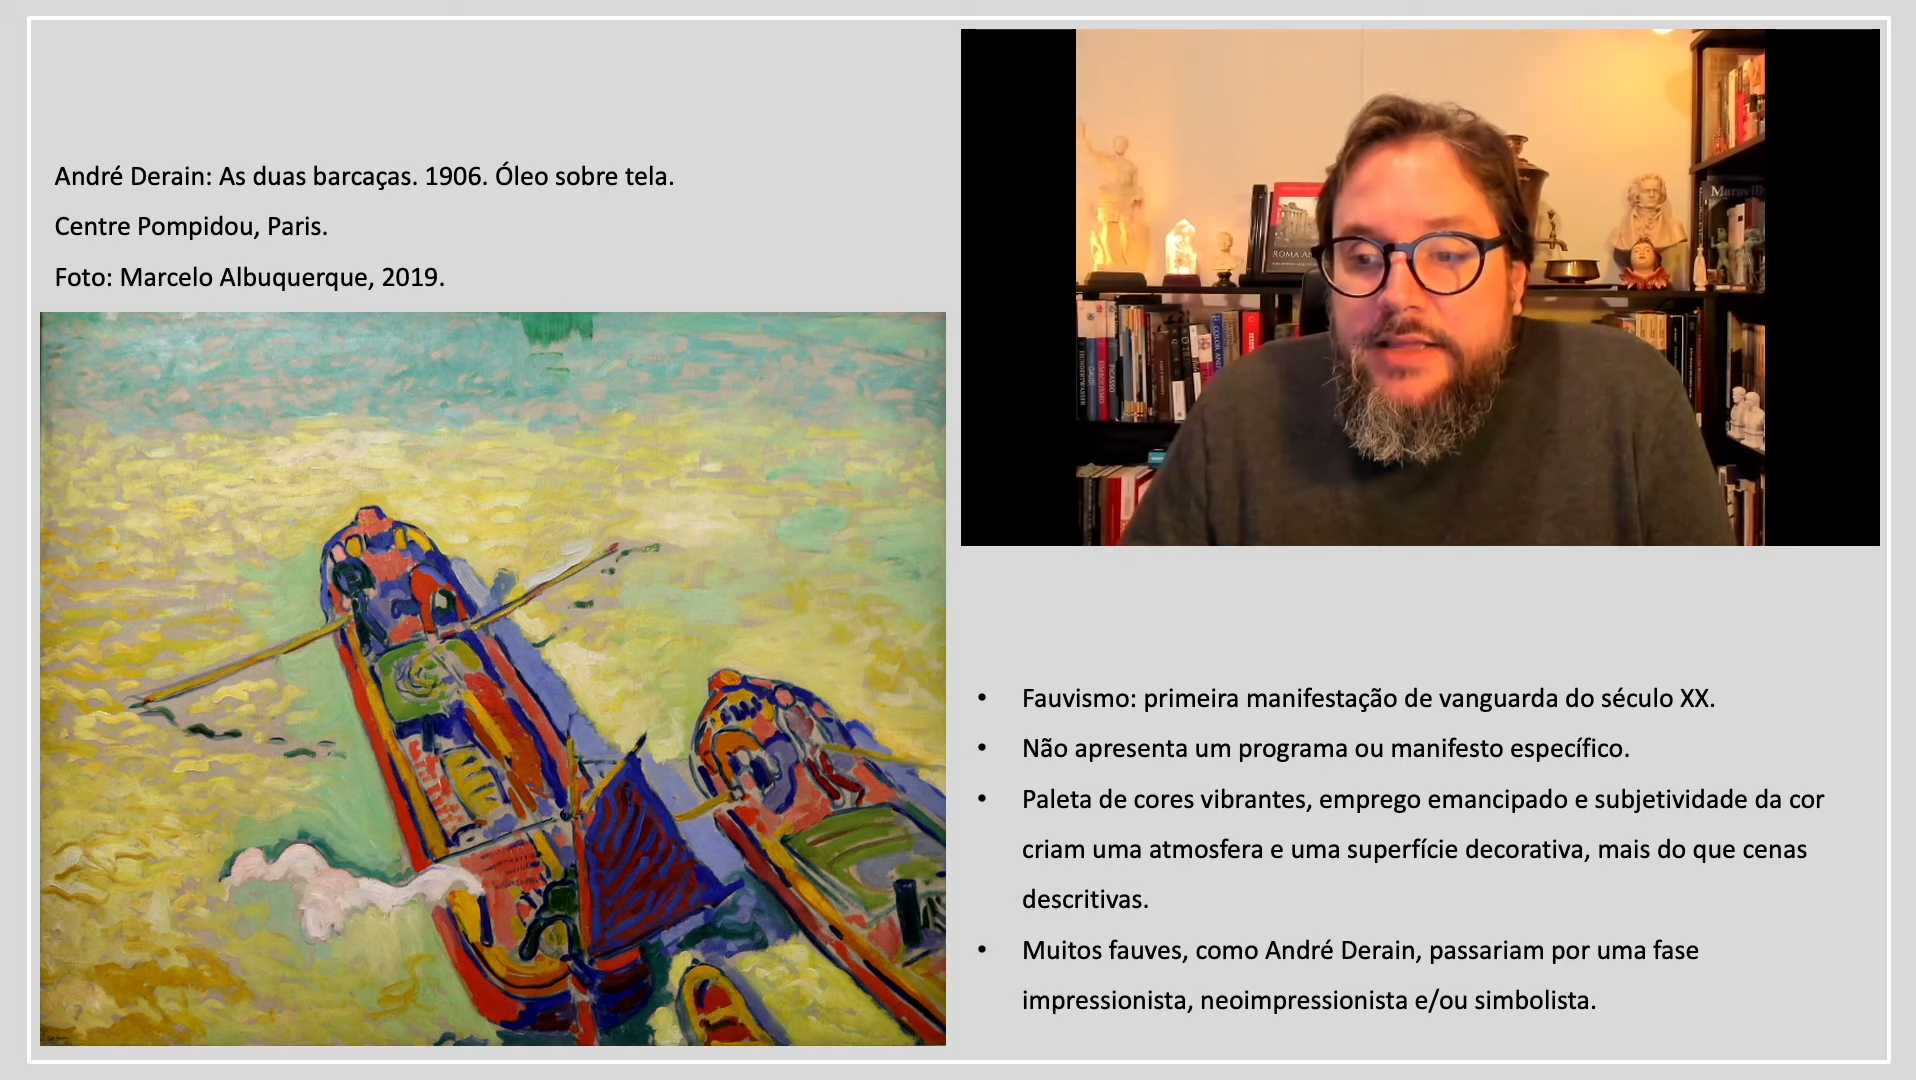 André Derain: As duas barcaças. 1906. Óleo sobre tela.
Centre Pompidou, Paris.
Foto: Marcelo Albuquerque, 2019.
ROMA
PICASSO
HUNDERTWASSER
• Fauvismo: primeira manifestação de vanguarda do século XX.
• Não apresenta um programa ou manifesto específico.
• Paleta de cores vibrantes, emprego emancipado e subjetividade da cor
criam uma atmosfera e uma superfície decorativa, mais do que cenas
descritivas.
• Muitos fauves, como André Derain, passariam por uma fase
impressionista, neoimpressionista e/ou simbolista.